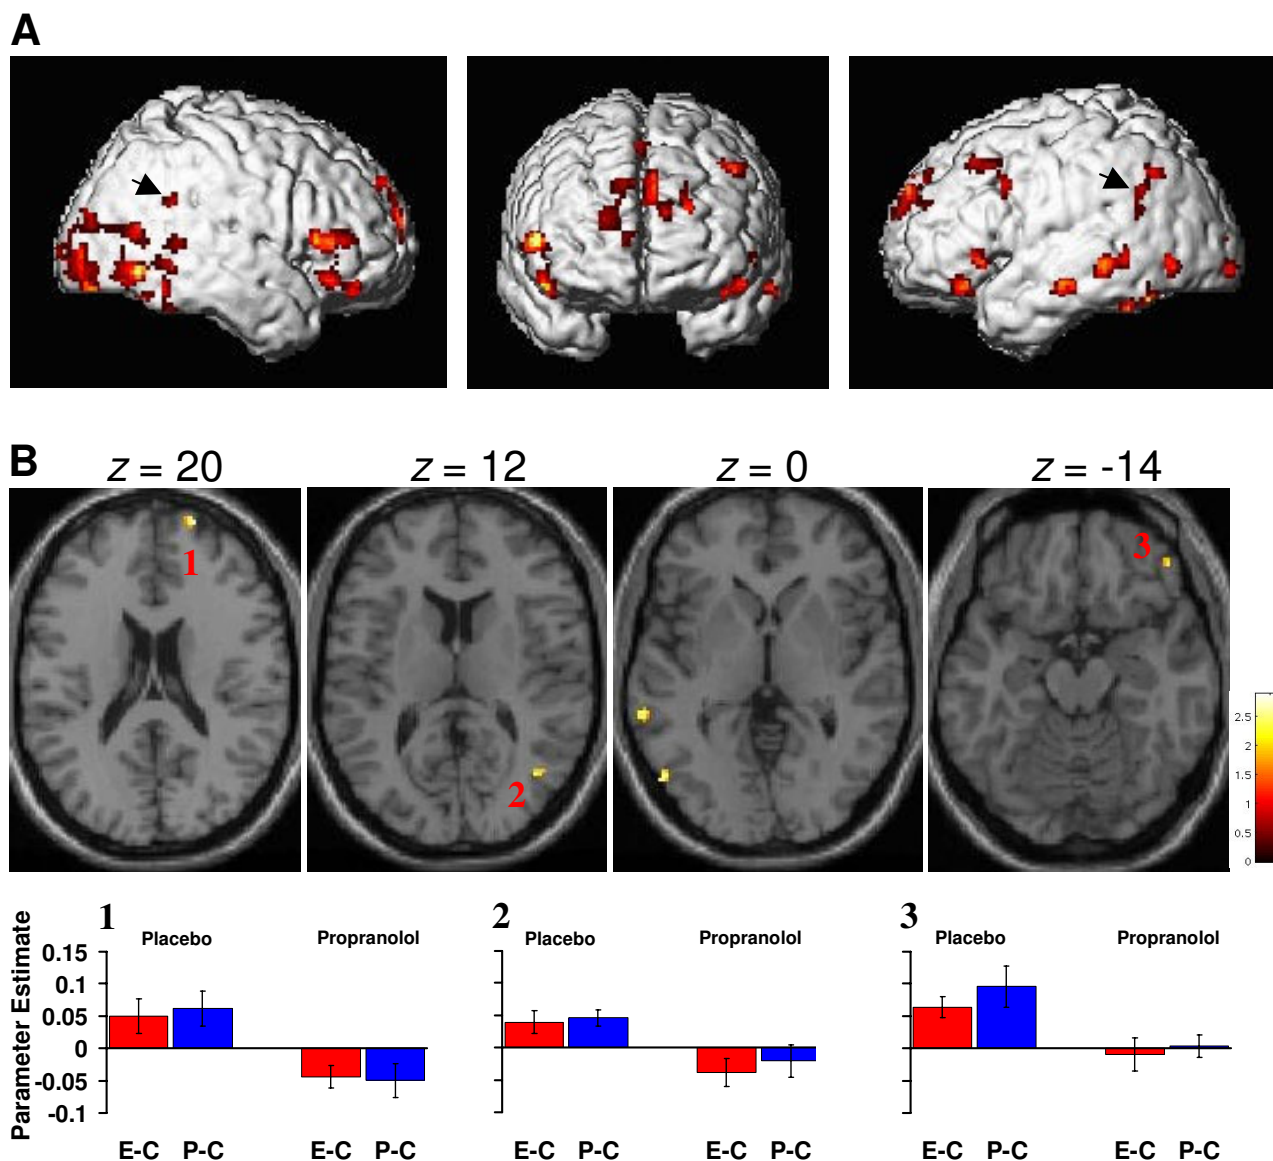 A
B
z = 20
z = 12
z = 0
z = -14
1
2
3
2.5
2
1.5
1
0.5
0
Parameter Estimate
1
Placebo
Propranolol
2
Placebo
Propranolol
3
Placebo
Propranolol
0.15
0.1
0.05
0
-0.05
-0.1
E-C P-C E-C P-C
E-C P-C E-C P-C
E-C P-C E-C P-C